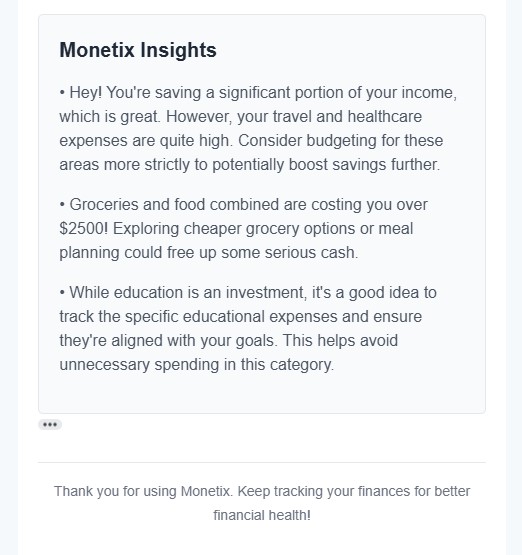 Monetix Insights
• Hey! You're saving a significant portion of your income,
which is great. However, your travel and healthcare
expenses are quite high. Consider budgeting for these
areas more strictly to potentially boost savings further.
• Groceries and food combined are costing you over
$2500! Exploring cheaper grocery options or meal
planning could free up some serious cash.
• While education is an investment, it's a good idea to
track the specific educational expenses and ensure
they're aligned with your goals. This helps avoid
unnecessary spending in this category.
•••
Thank you for using Monetix. Keep tracking your finances for better
financial health!